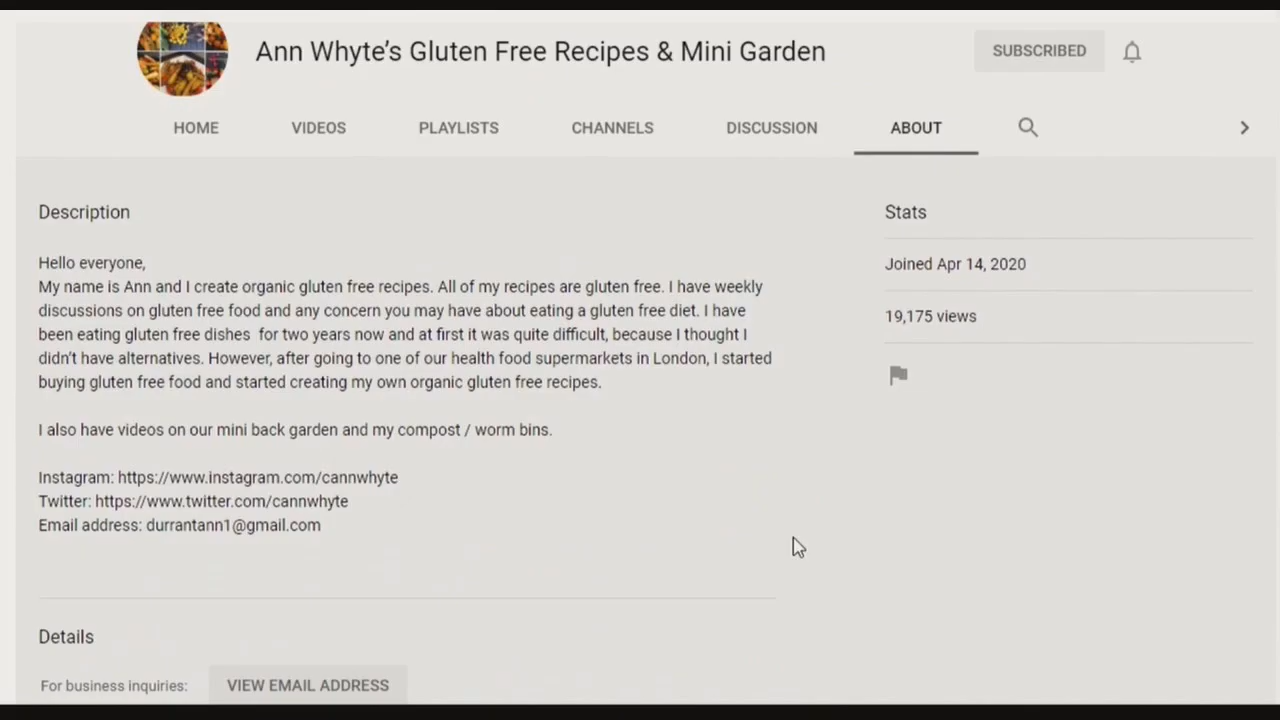 Ann Whyte’s Gluten Free Recipes & Mini Garden
SUBSCRIBED
HOME VIDEOS PLAYLISTS CHANNELS DISCUSSION ABOUT
Description
Hello everyone,
My name is Ann and I create organic gluten free recipes. All of my recipes are gluten free. I have weekly
discussions on gluten free food and any concern you may have about eating a gluten free diet. I have
been eating gluten free dishes for two years now and at first it was quite difficult, because I thought I
didn’t have alternatives. However, after going to one of our health food supermarkets in London, I started
buying gluten free food and started creating my own organic gluten free recipes.
I also have videos on our mini back garden and my compost / worm bins.
Instagram: https://www.instagram.com/cannwhyte
Twitter: https://www.twitter.com/cannwhyte
Email address: durrantann1@gmail.com
Details
For business inquiries: VIEW EMAIL ADDRESS
Stats
Joined Apr 14, 2020
19,175 views